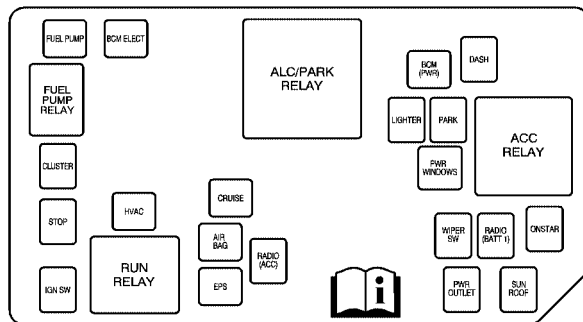 FUEL PUMP
BCM ELECT
FUEL
PUMP
RELAY
CLUSTER
STOP
IGN SW
HVAC
RUN
RELAY
CRUISE
AIR
BAG
EPS
RADIO
(ACC)
ALC/PARK
RELAY
BCM
(PWR)
DASH
LIGHTER
PARK
PWR
WINDOWS
ACC
RELAY
WIPER
SW
RADIO
(BATT 1)
ONSTAR
PWR
OUTLET
SUN
ROOF
i